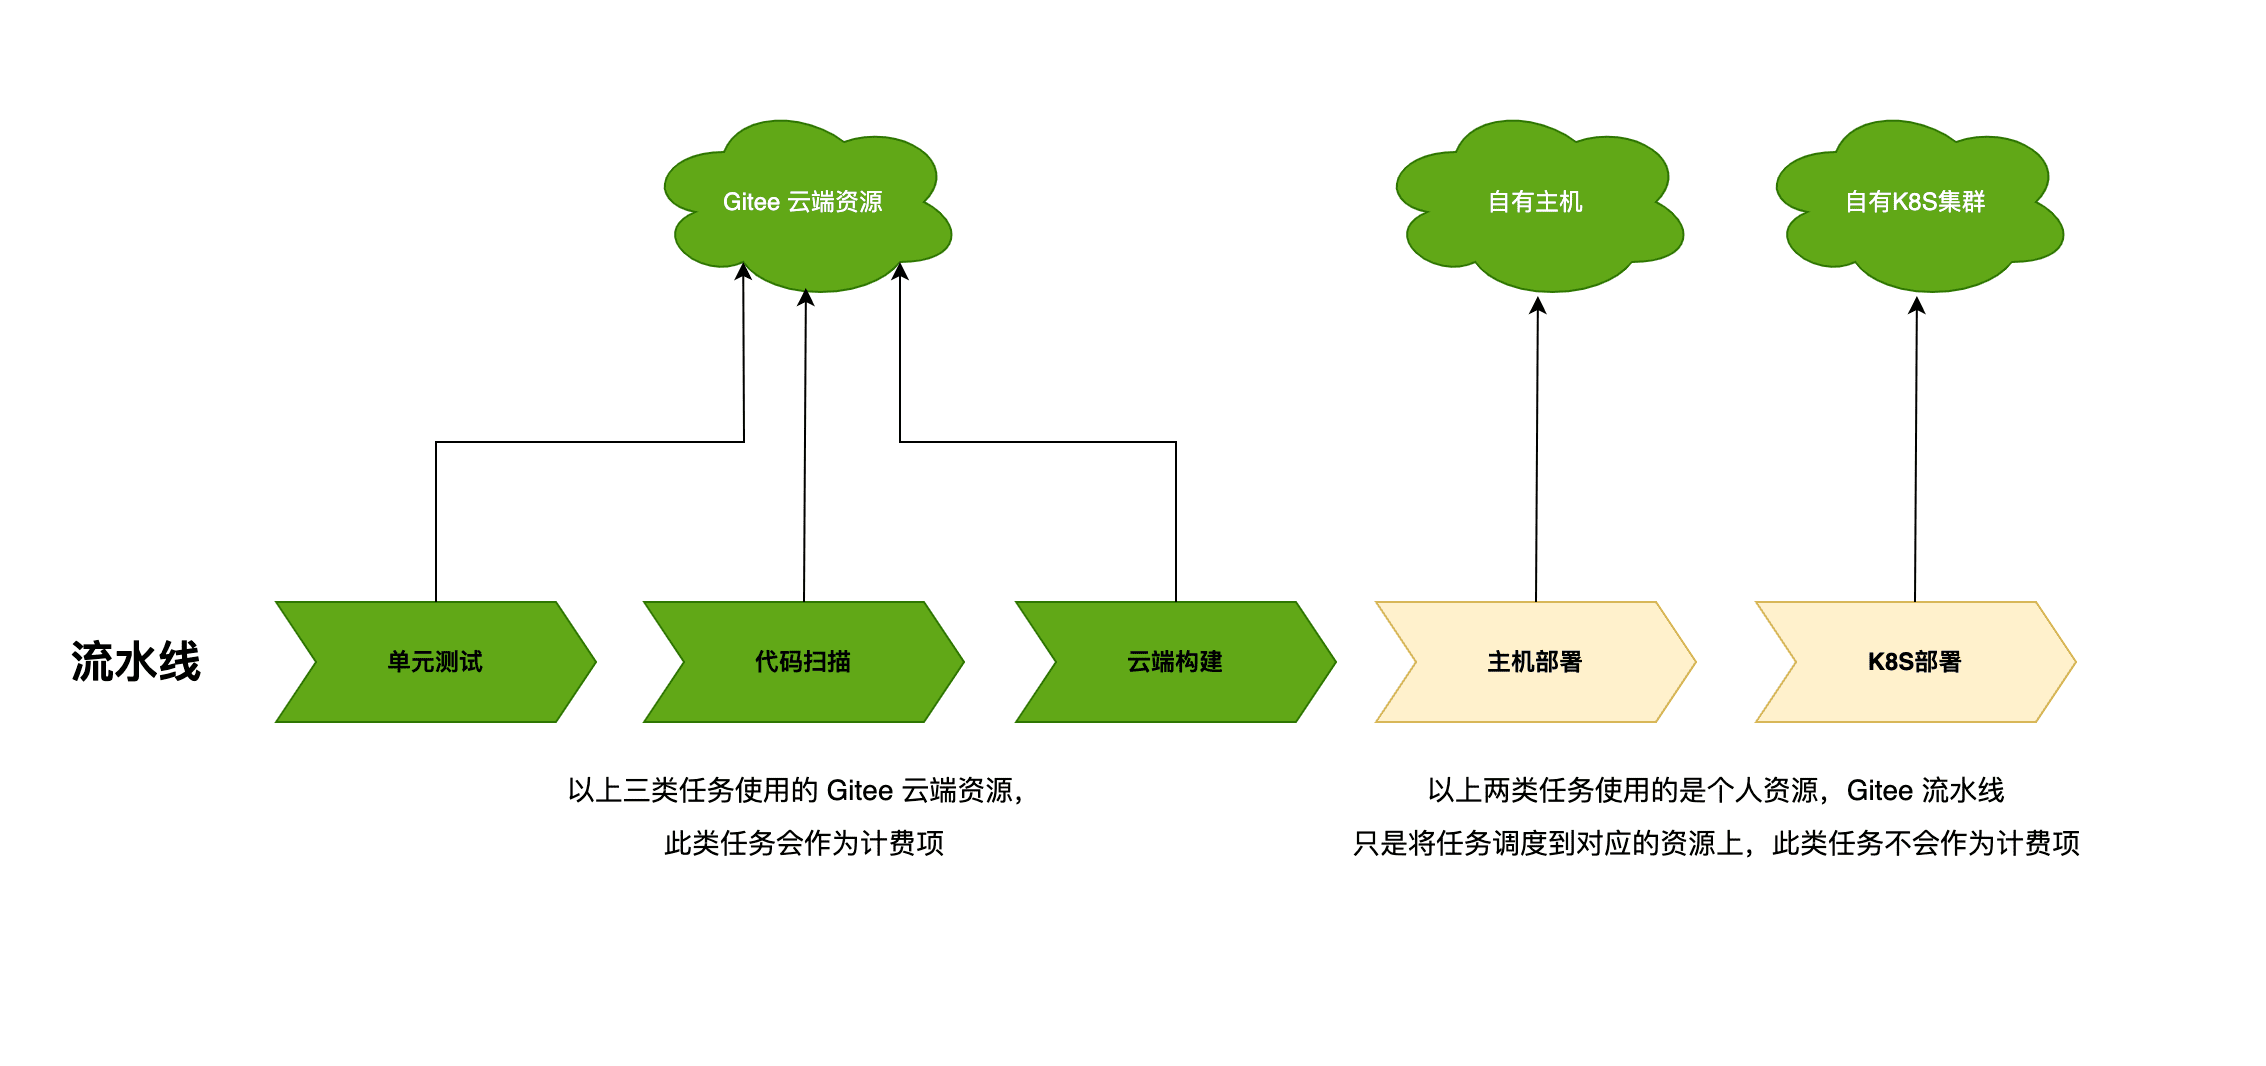 Gitee 云端资源
自有主机
自有K8S集群
流水线
单元测试
代码扫描
云端构建
主机部署
K8S部署
以上三类任务使用的 Gitee 云端资源，
此类任务会作为计费项
以上两类任务使用的是个人资源，Gitee 流水线
只是将任务调度到对应的资源上，此类任务不会作为计费项